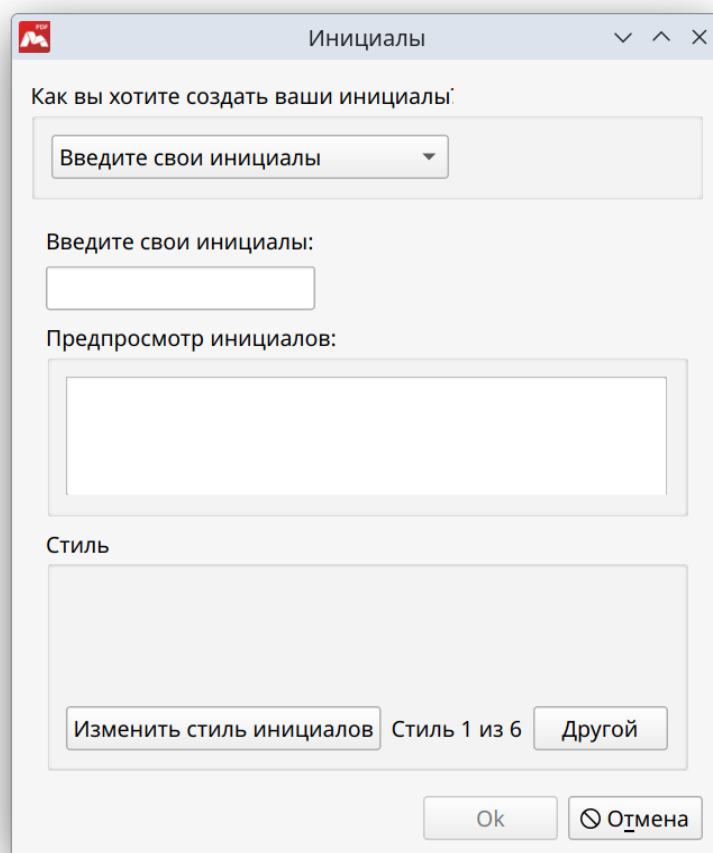 PDF
Инициалы
Как вы хотите создать ваши инициалы?
Введите свои инициалы
Введите свои инициалы:
Предпросмотр инициалов:
Стиль
Изменить стиль инициалов Стиль 1 из 6 Другой
Ok Отмена